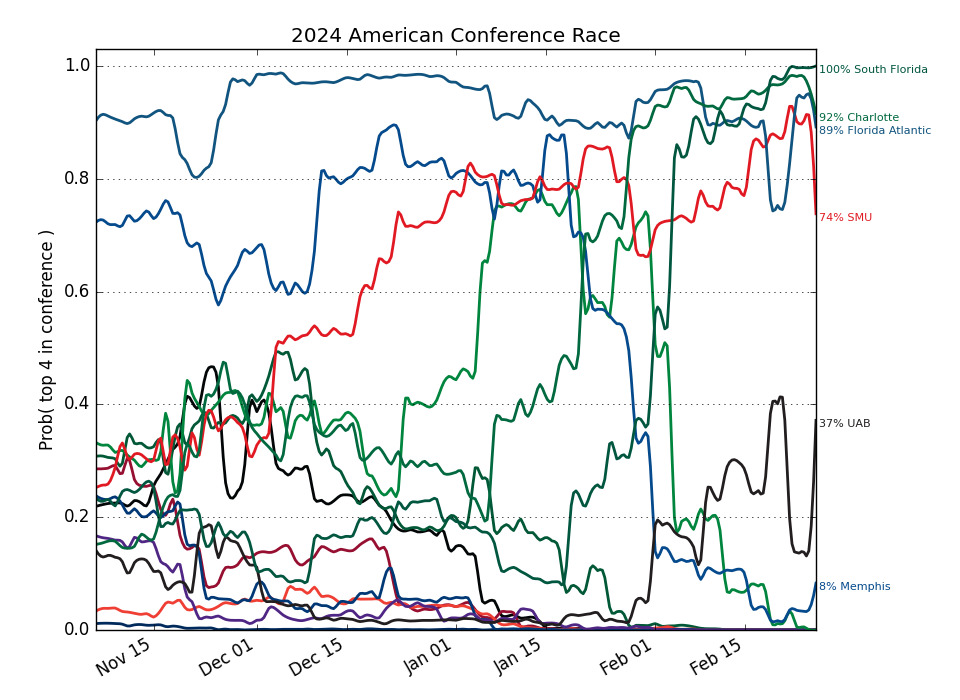 2024 American Conference Race
Prob( top 4 in conference )
1.0
0.8
0.6
0.4
0.2
0.0
Nov 15
Dec 01
Dec 15
Jan 01
Jan 15
Feb 01
Feb 15
100% South Florida
92% Charlotte
89% Florida Atlantic
74% SMU
37% UAB
8% Memphis